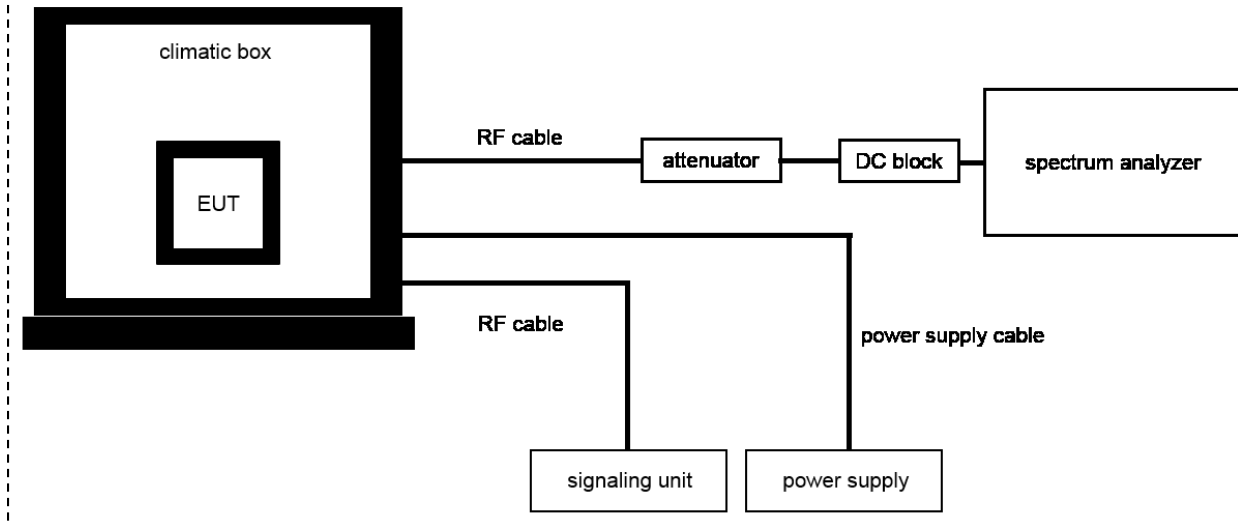 climatic box
RF cable
attenuator
DC block
spectrum analyzer
EUT
RF cable
power supply cable
signaling unit
power supply